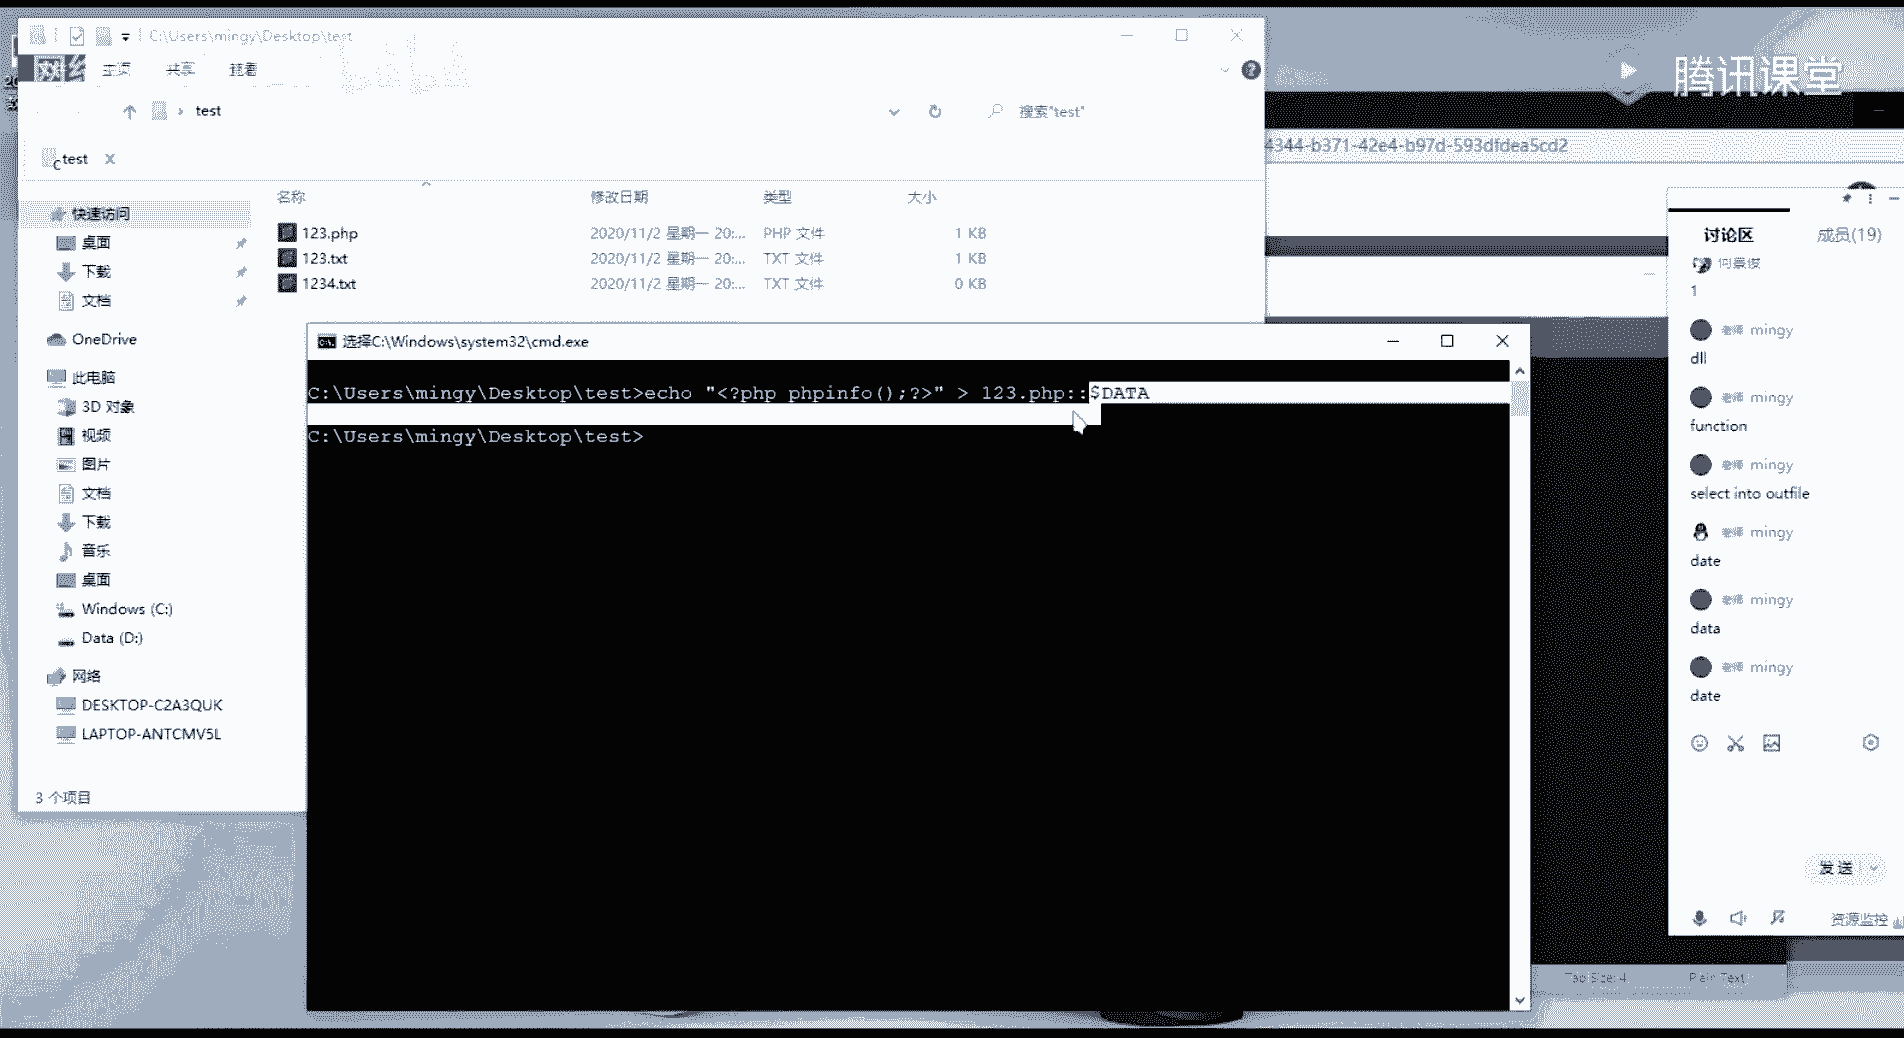 C:\Users\mingy\Desktop\test
主页 共享 查看
腾讯课堂
test
搜索"test"
4344-b371-42e4-b97d-593dfdea5cd2
test
名称 修改日期 类型 大小
快速访问
123.php 2020/11/2 星期一 20:... PHP 文件 1 KB
桌面
123.txt 2020/11/2 星期一 20:... TXT 文件 1 KB
下载
1234.txt 2020/11/2 星期一 20:... TXT 文件 0 KB
文档
OneDrive
此电脑
3D 对象
视频
图片
文档
下载
音乐
桌面
Windows (C:)
Data (D:)
网络
DESKTOP-C2A3QUK
LAPTOP-ANTCMV5L
3 个项目
选择C:\Windows\system32\cmd.exe
C:\Users\mingy\Desktop\test>echo "<?php phpinfo();?>" > 123.php::$DATA
C:\Users\mingy\Desktop\test>
讨论区 成员(19)
1
老师 mingy
dll
老师 mingy
function
老师 mingy
select into outfile
老师 mingy
date
老师 mingy
data
老师 mingy
date
发送
资源监控
Tab Size: 4 Plain Text